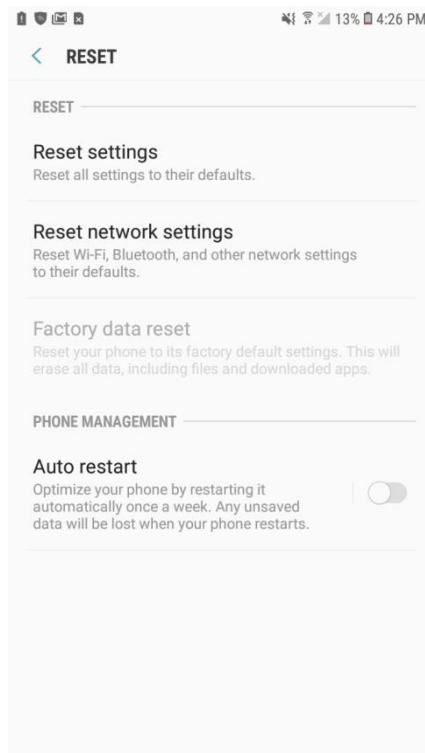 13% 4:26 PM
RESET
RESET
Reset settings
Reset all settings to their defaults.
Reset network settings
Reset Wi-Fi, Bluetooth, and other network settings
to their defaults.
Factory data reset
Reset your phone to its factory default settings. This will
erase all data, including files and downloaded apps.
PHONE MANAGEMENT
Auto restart
Optimize your phone by restarting it
automatically once a week. Any unsaved
data will be lost when your phone restarts.